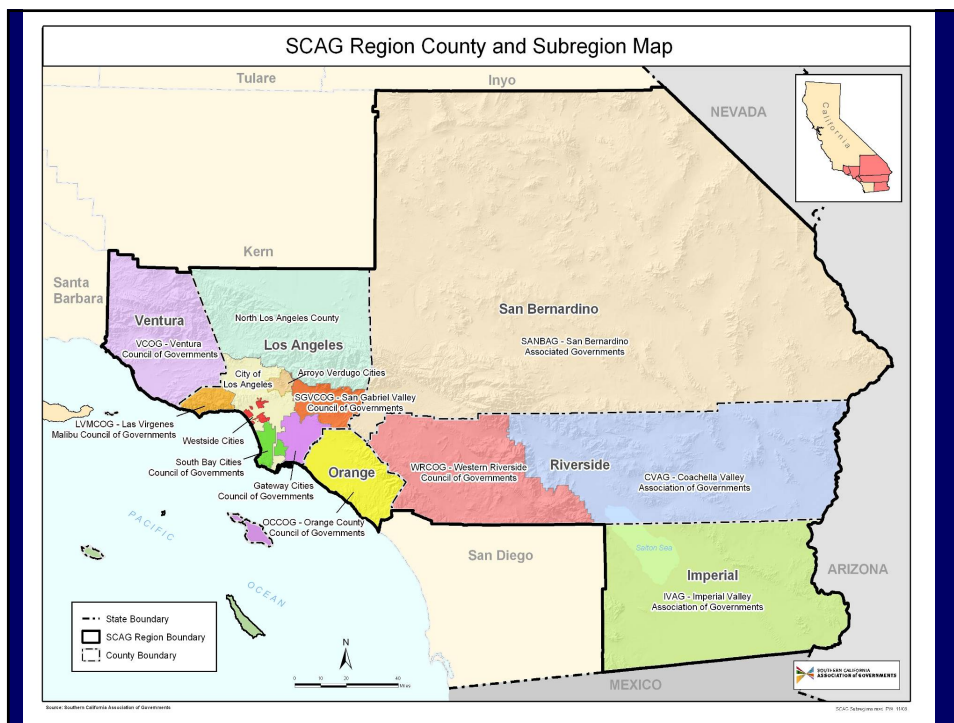 SCAG Region County and Subregion Map
Tulare
Inyo
NEVADA
California
Kern
Santa
Barbara
San Bernardino
SANBAG - San Bernardino
Associated Governments
Ventura
VCOG - Ventura
Council of Governments
North Los Angeles County
Los Angeles
City of
Los Angeles
Arroyo Verdugo Cities
SGVCOG - San Gabriel Valley
Council of Governments
LVMCOG - Las Virgenes
Malibu Council of Governments
Westside Cities
South Bay Cities
Council of Governments
Gateway Cities
Council of Governments
Orange
OCCOG - Orange County
Council of Governments
WRCOG - Western Riverside
Council of Governments
Riverside
CVAG - Coachella Valley
Association of Governments
PACIFIC
OCEAN
San Diego
Salton Sea
Imperial
IVAG - Imperial Valley
Association of Governments
ARIZONA
MEXICO
State Boundary
SCAG Region Boundary
County Boundary
N
0 10 20 40
Miles
SOUTHERN CALIFORNIA
ASSOCIATION of GOVERNMENTS
Source: Southern California Association of Governments